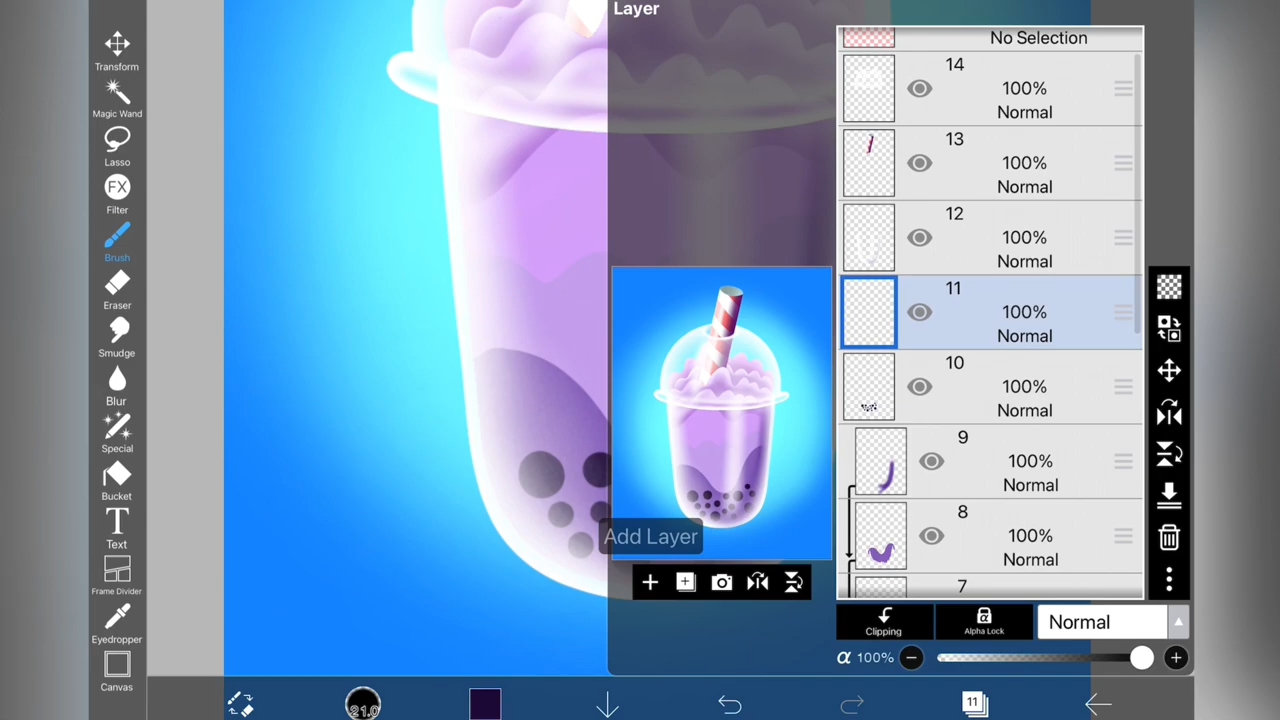 Layer
Transform
Magic Wand
Lasso
FX
Filter
Brush
Eraser
Smudge
Blur
Special
Bucket
T
Text
Frame Divider
Eyedropper
Canvas
No Selection
14
100%
Normal
13
100%
Normal
12
100%
Normal
11
100%
Normal
10
100%
Normal
9
100%
Normal
8
100%
Normal
7
Add Layer
Clipping
α
Alpha Lock
Normal
α 100%
21.0
11